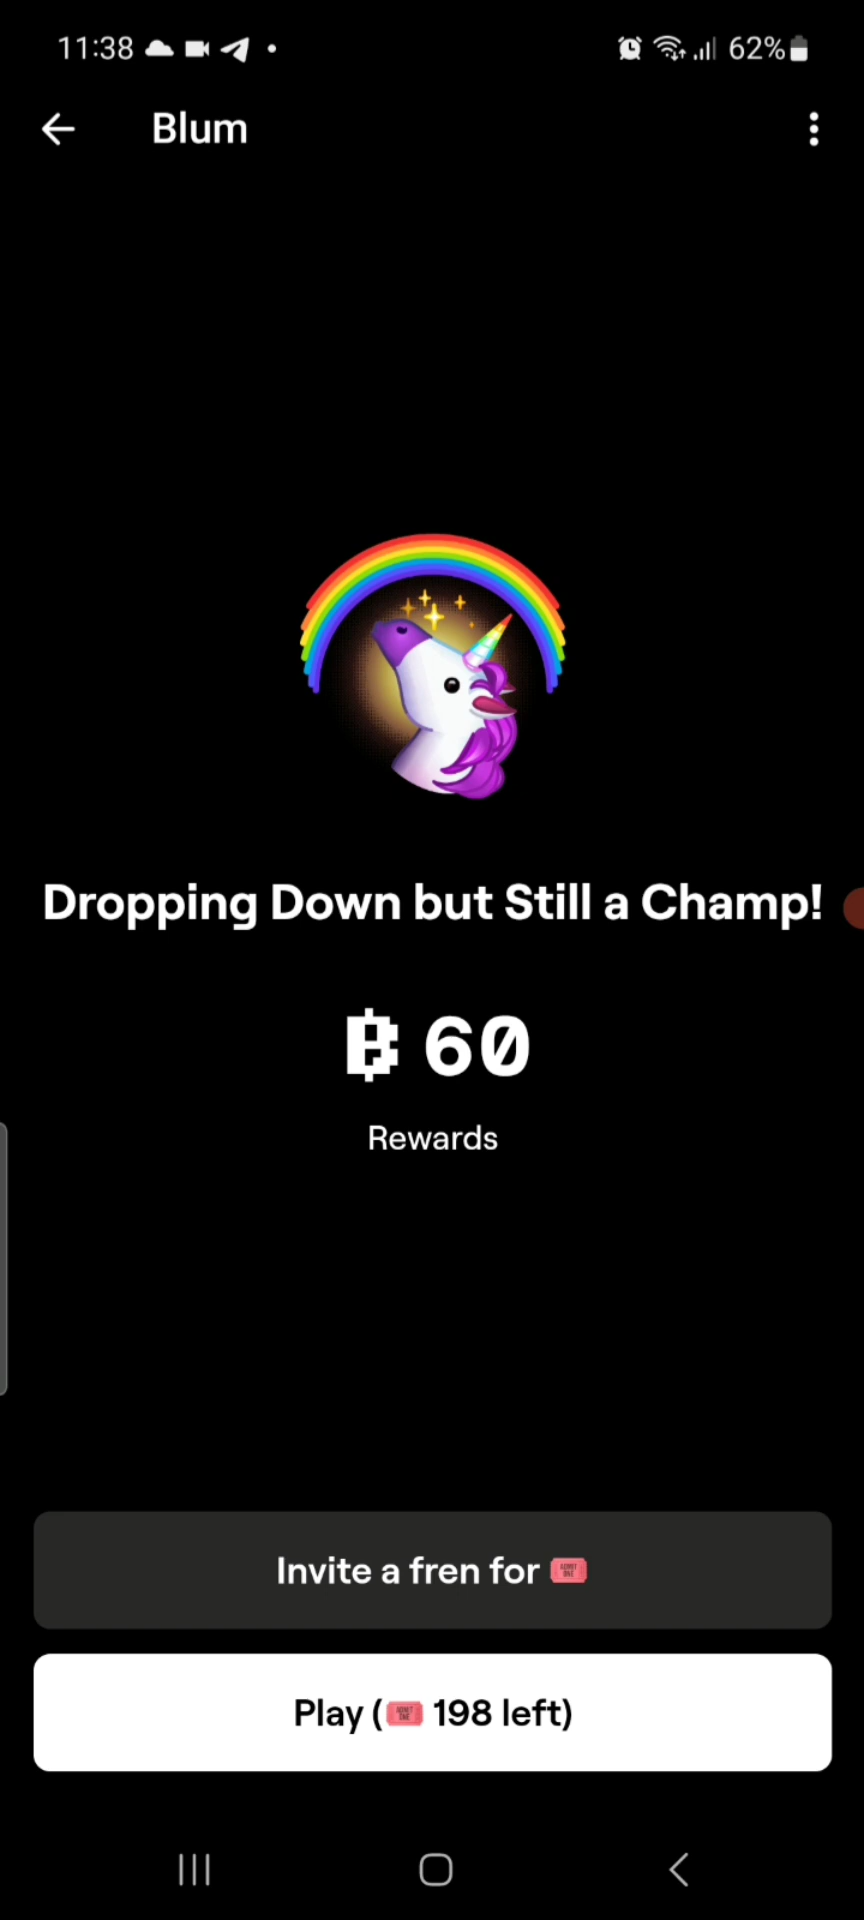 11:38
62%
Blum
Dropping Down but Still a Champ!
60
Rewards
Invite a fren for
Play ( 198 left)